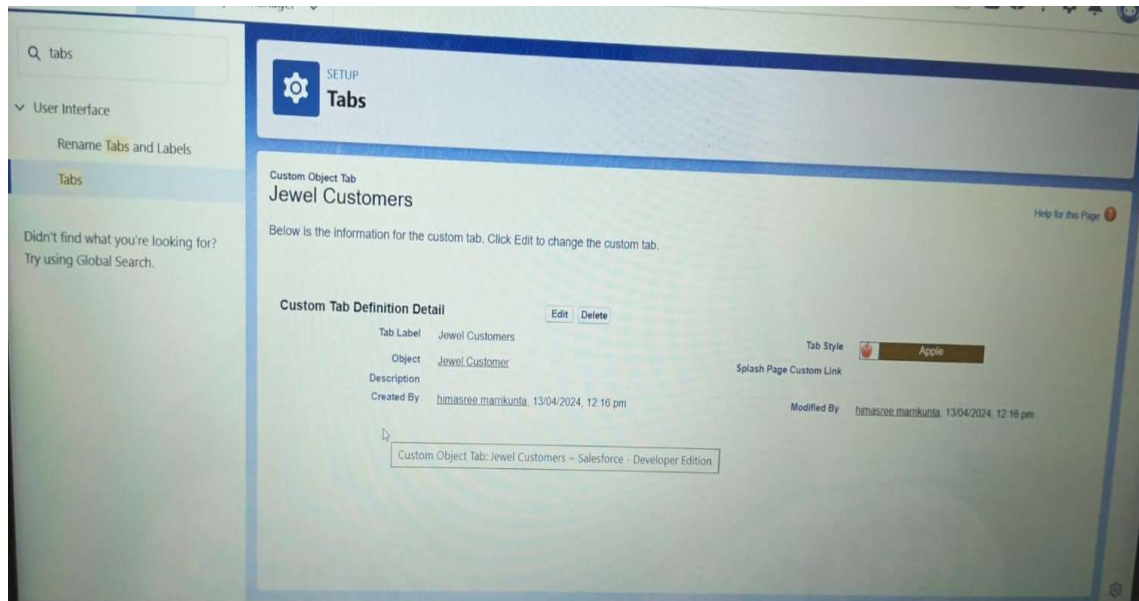 tabs
User Interface
Rename Tabs and Labels
Tabs
Didn't find what you're looking for?
Try using Global Search.
SETUP
Tabs
Custom Object Tab
Jewel Customers
Help for this Page
Below is the information for the custom tab. Click Edit to change the custom tab.
Custom Tab Definition Detail
Edit Delete
Tab Label Jewel Customers
Tab Style Apple
Object Jewel Customer
Splash Page Custom Link
Description
Created By himasree marrikunta, 13/04/2024, 12:16 pm
Modified By himasree marrikunta, 13/04/2024, 12:16 pm
Custom Object Tab: Jewel Customers – Salesforce - Developer Edition